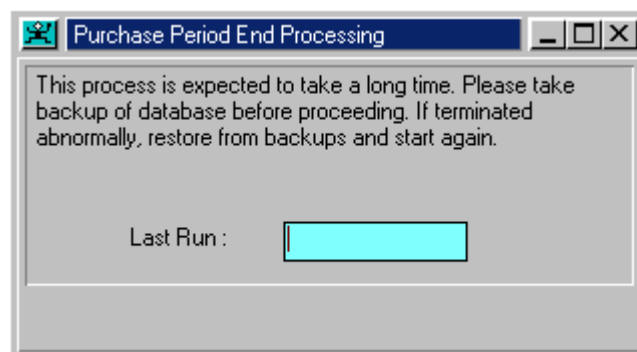 Purchase Period End Processing
This process is expected to take a long time. Please take
backup of database before proceeding. If terminated
abnormally, restore from backups and start again.
Last Run :